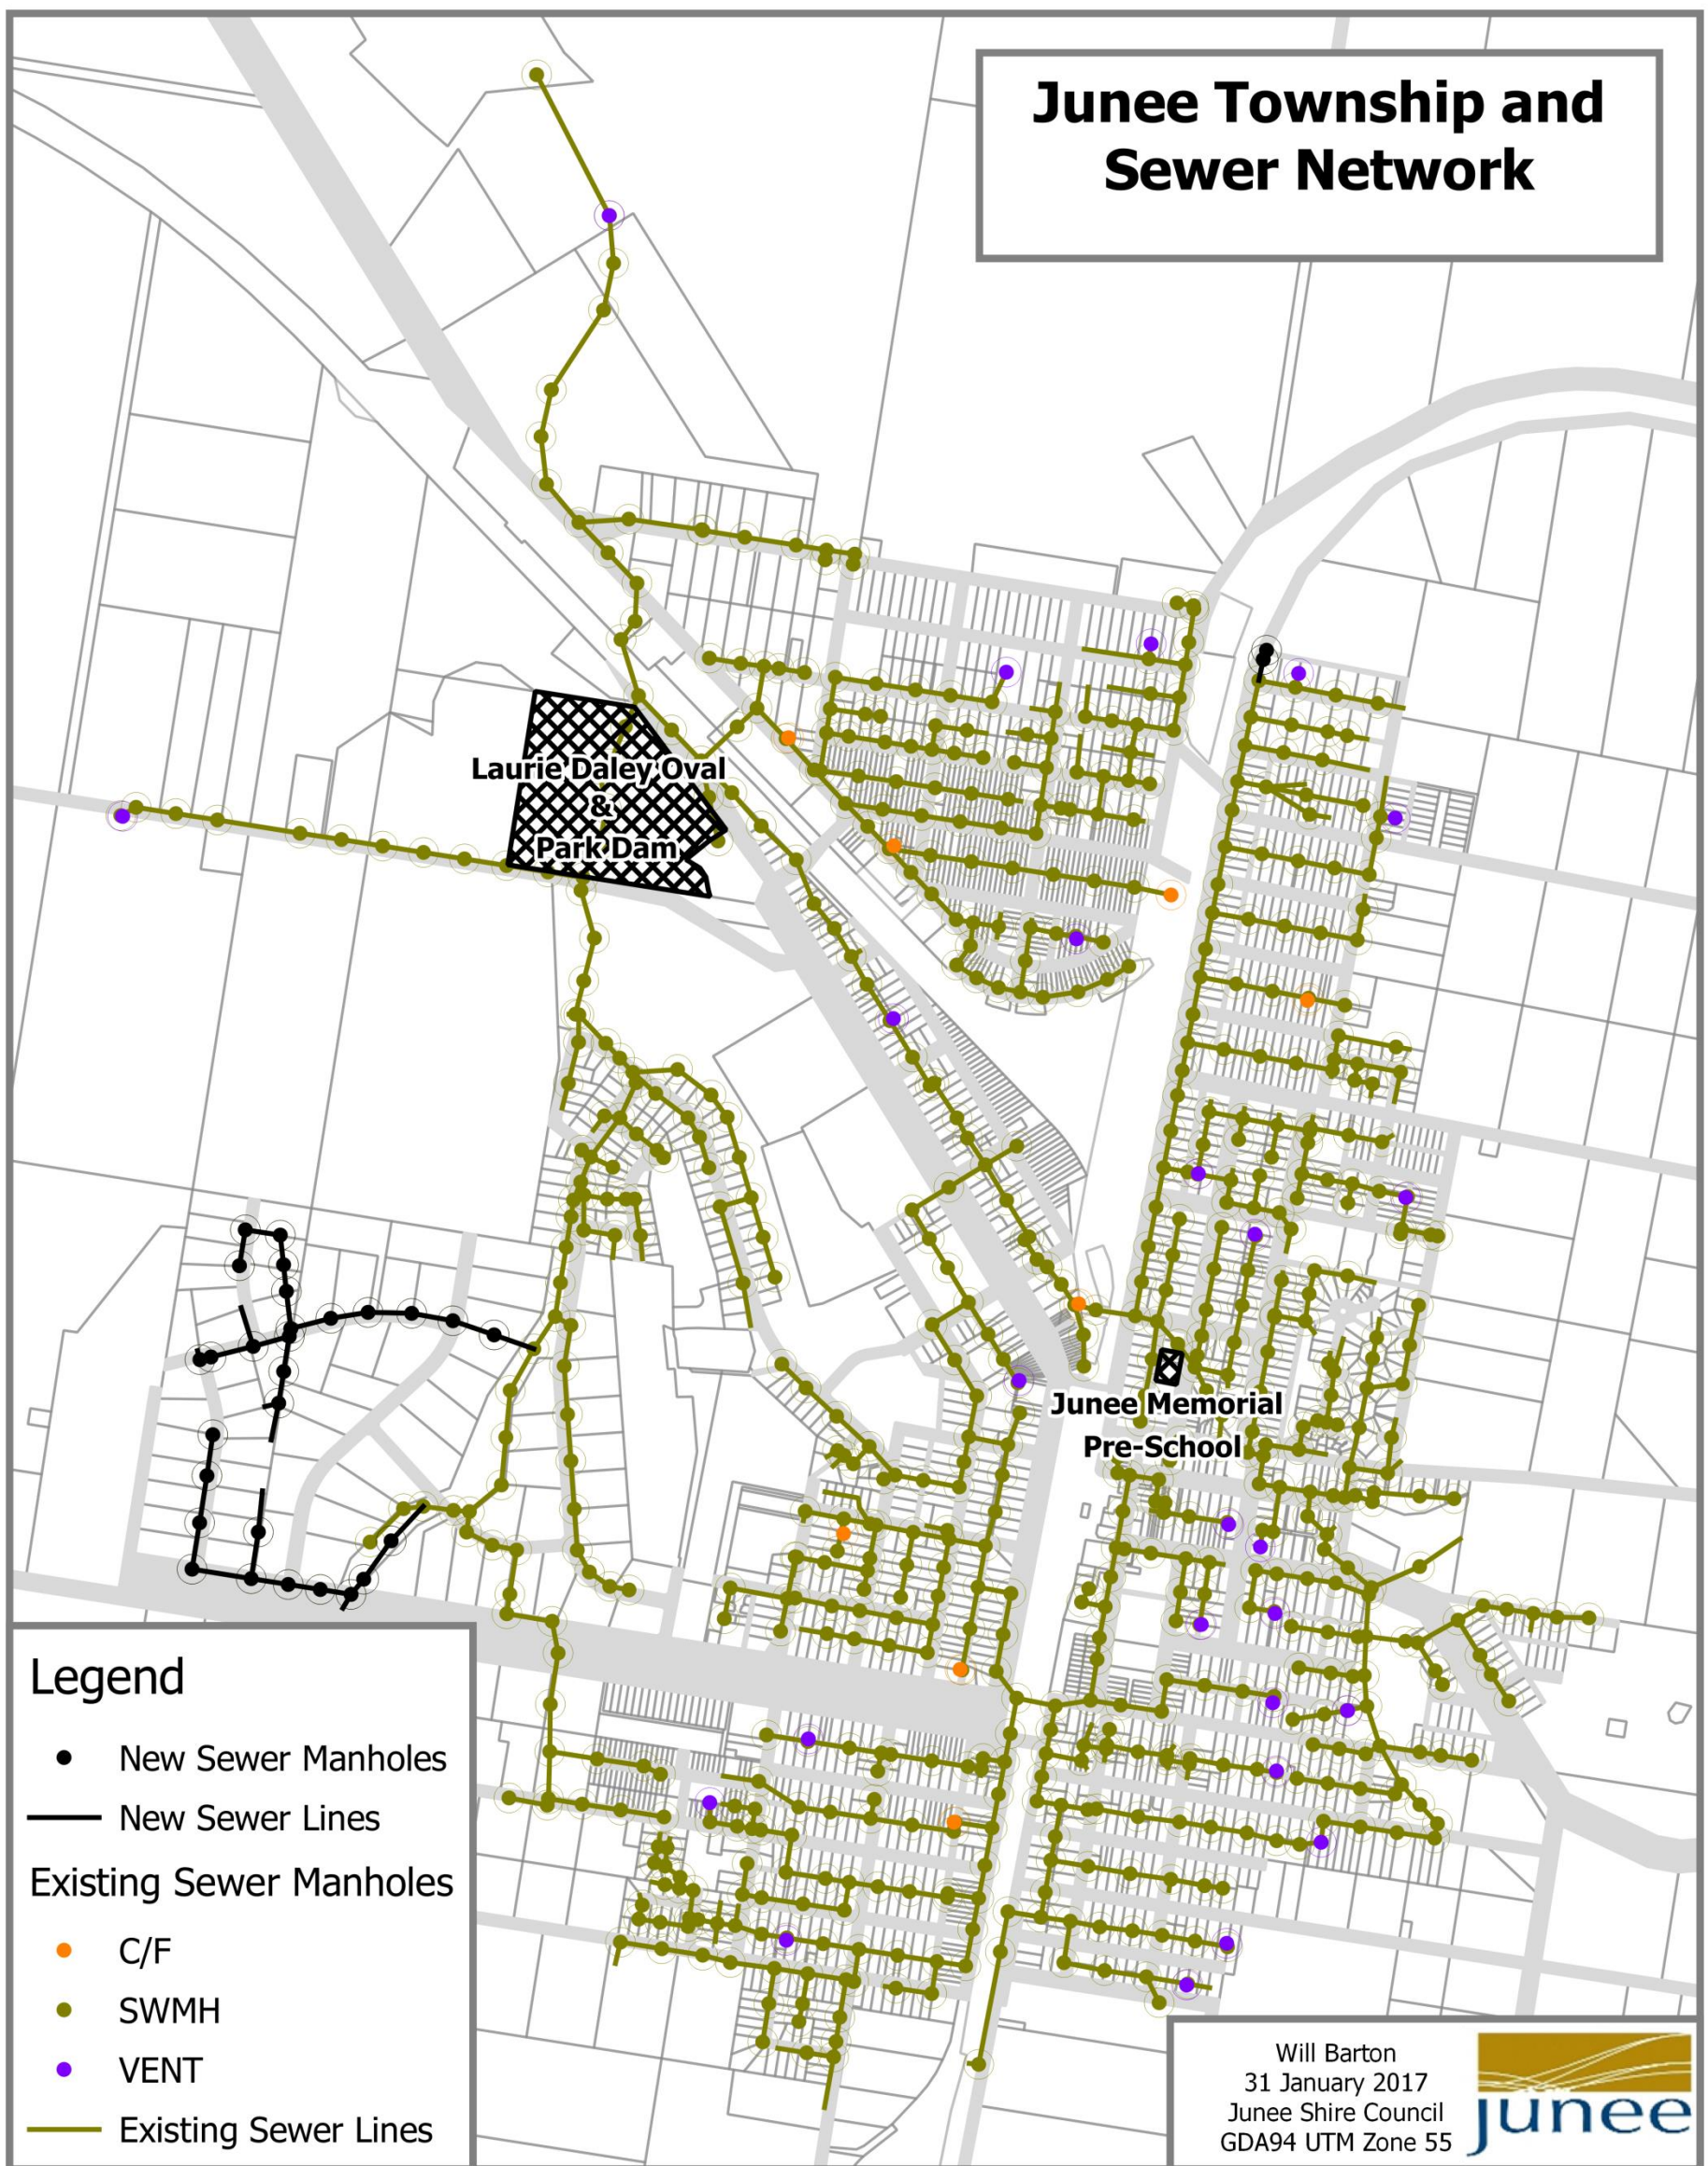 Junee Township and
Sewer Network
Laurie Daley Oval
&
Park Dam
Junee Memorial
Pre-School
Legend
New Sewer Manholes
New Sewer Lines
Existing Sewer Manholes
C/F
SWMH
VENT
Existing Sewer Lines
Will Barton
31 January 2017
Junee Shire Council
GDA94 UTM Zone 55
junee